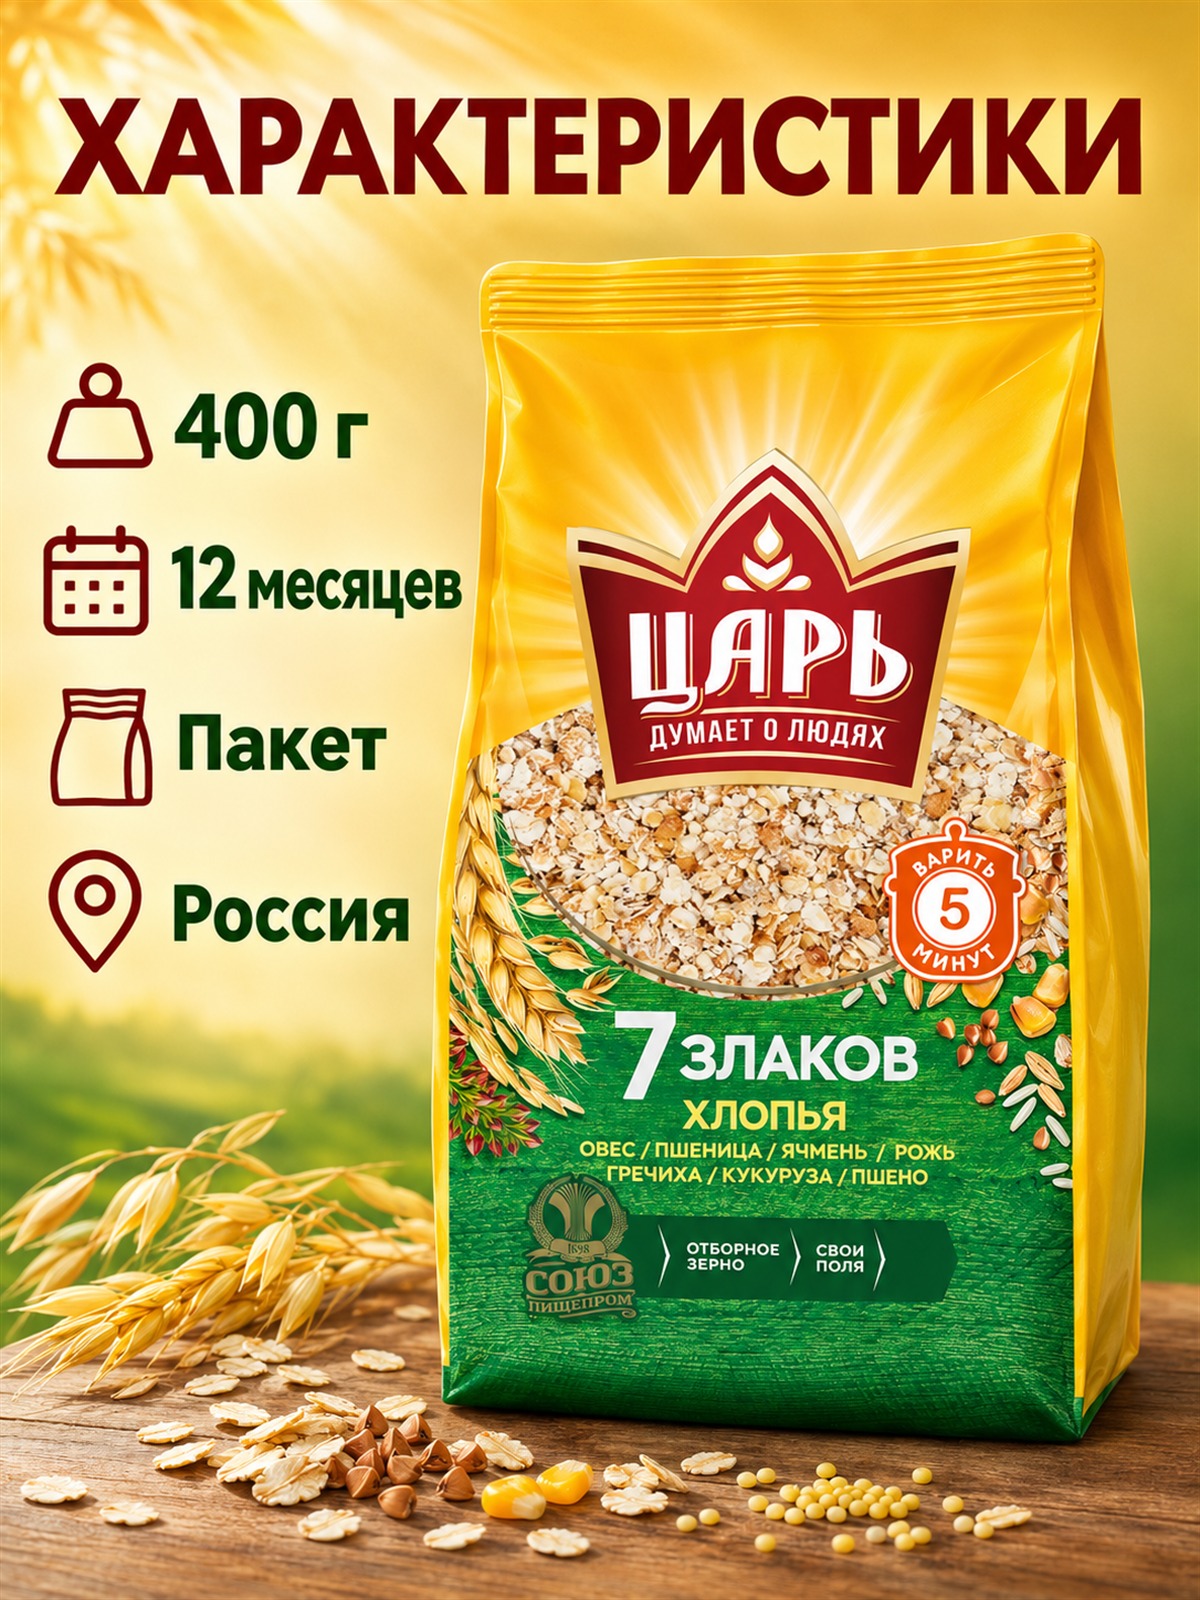 ХАРАКТЕРИСТИКИ
400 г
12 месяцев
Пакет
Россия
ЦАРЬ
ДУМАЕТ О ЛЮДЯХ
ВАРИТЬ
5
МИНУТ
7 ЗЛАКОВ
ХЛОПЬЯ
ОВЕС / ПШЕНИЦА / ЯЧМЕНЬ / РОЖЬ
ГРЕЧИХА / КУКУРУЗА / ПШЕНО
1898
СОЮЗ
ПИЩЕПРОМ
ОТБОРНОЕ
ЗЕРНО
СВОИ
ПОЛЯ